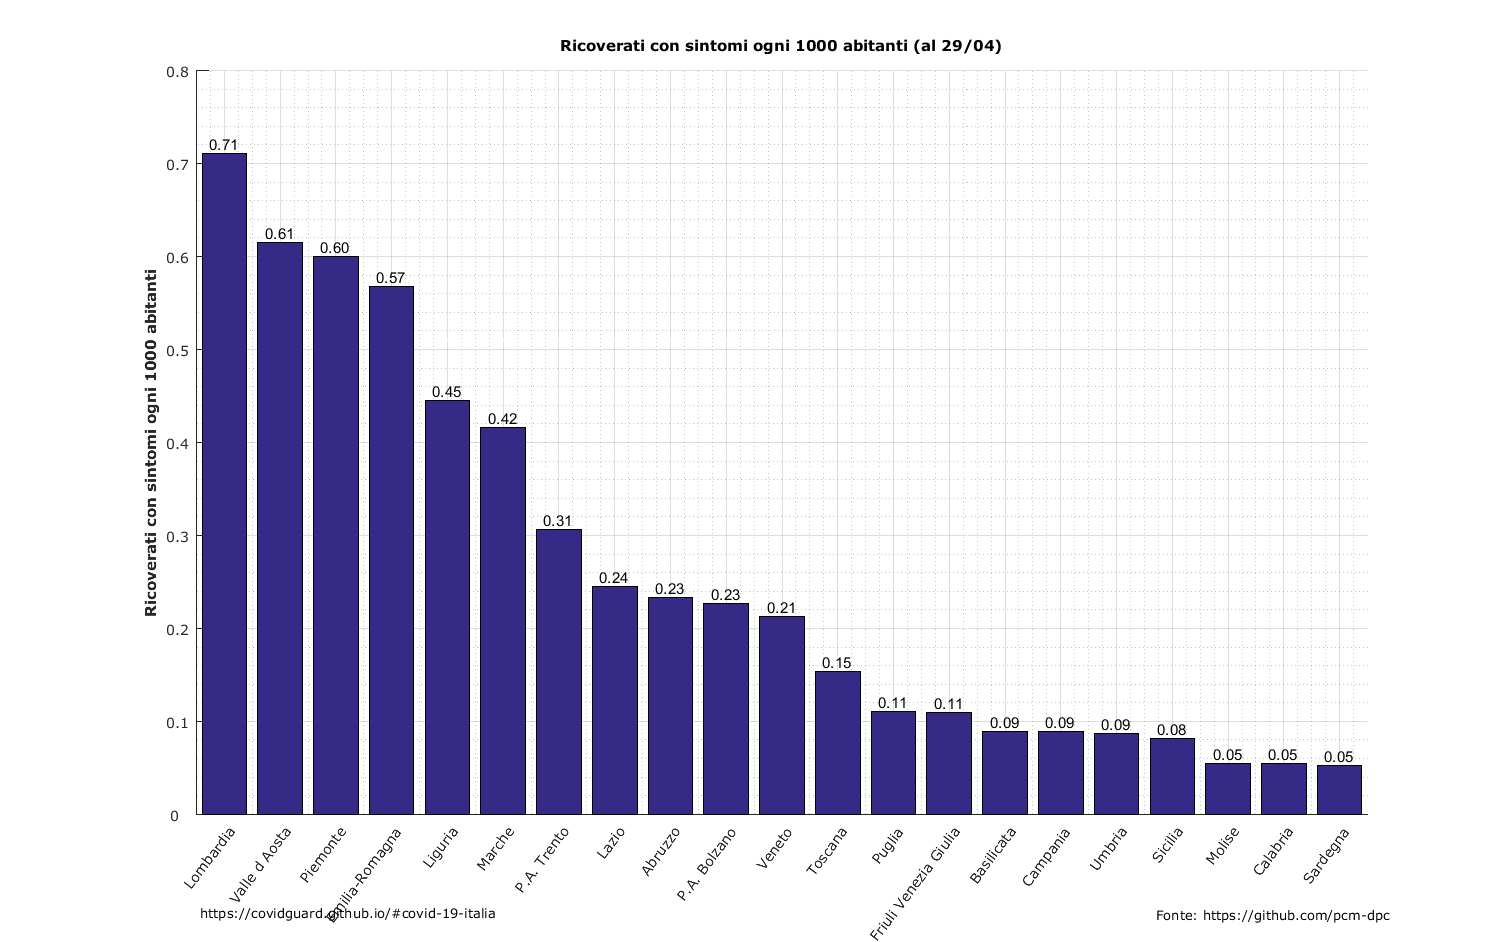 Ricoverati con sintomi ogni 1000 abitanti (al 29/04)
Ricoverati con sintomi ogni 1000 abitanti
0.8
0.7
0.6
0.5
0.4
0.3
0.2
0.1
0
0.71
0.61
0.60
0.57
0.45
0.42
0.31
0.24
0.23
0.23
0.21
0.15
0.11
0.11
0.09
0.09
0.09
0.08
0.05
0.05
0.05
Lombardia
Valle d Aosta
Piemonte
Emilia-Romagna
Liguria
Marche
P.A. Trento
Lazio
Abruzzo
P.A. Bolzano
Veneto
Toscana
Puglia
Friuli Venezia Giulia
Basilicata
Campania
Umbria
Sicilia
Molise
Calabria
Sardegna
https://covidguard.github.io/#covid-19-italia
Fonte: https://github.com/pcm-dpc